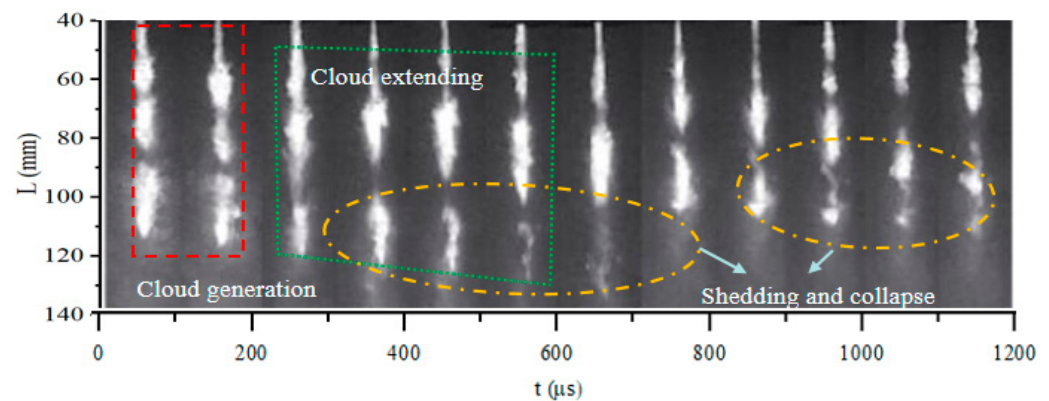 40
60
80
100
120
140
L (mm)
Cloud extending
Cloud generation
Shedding and collapse
0
200
400
600
800
1000
1200
t (μs)